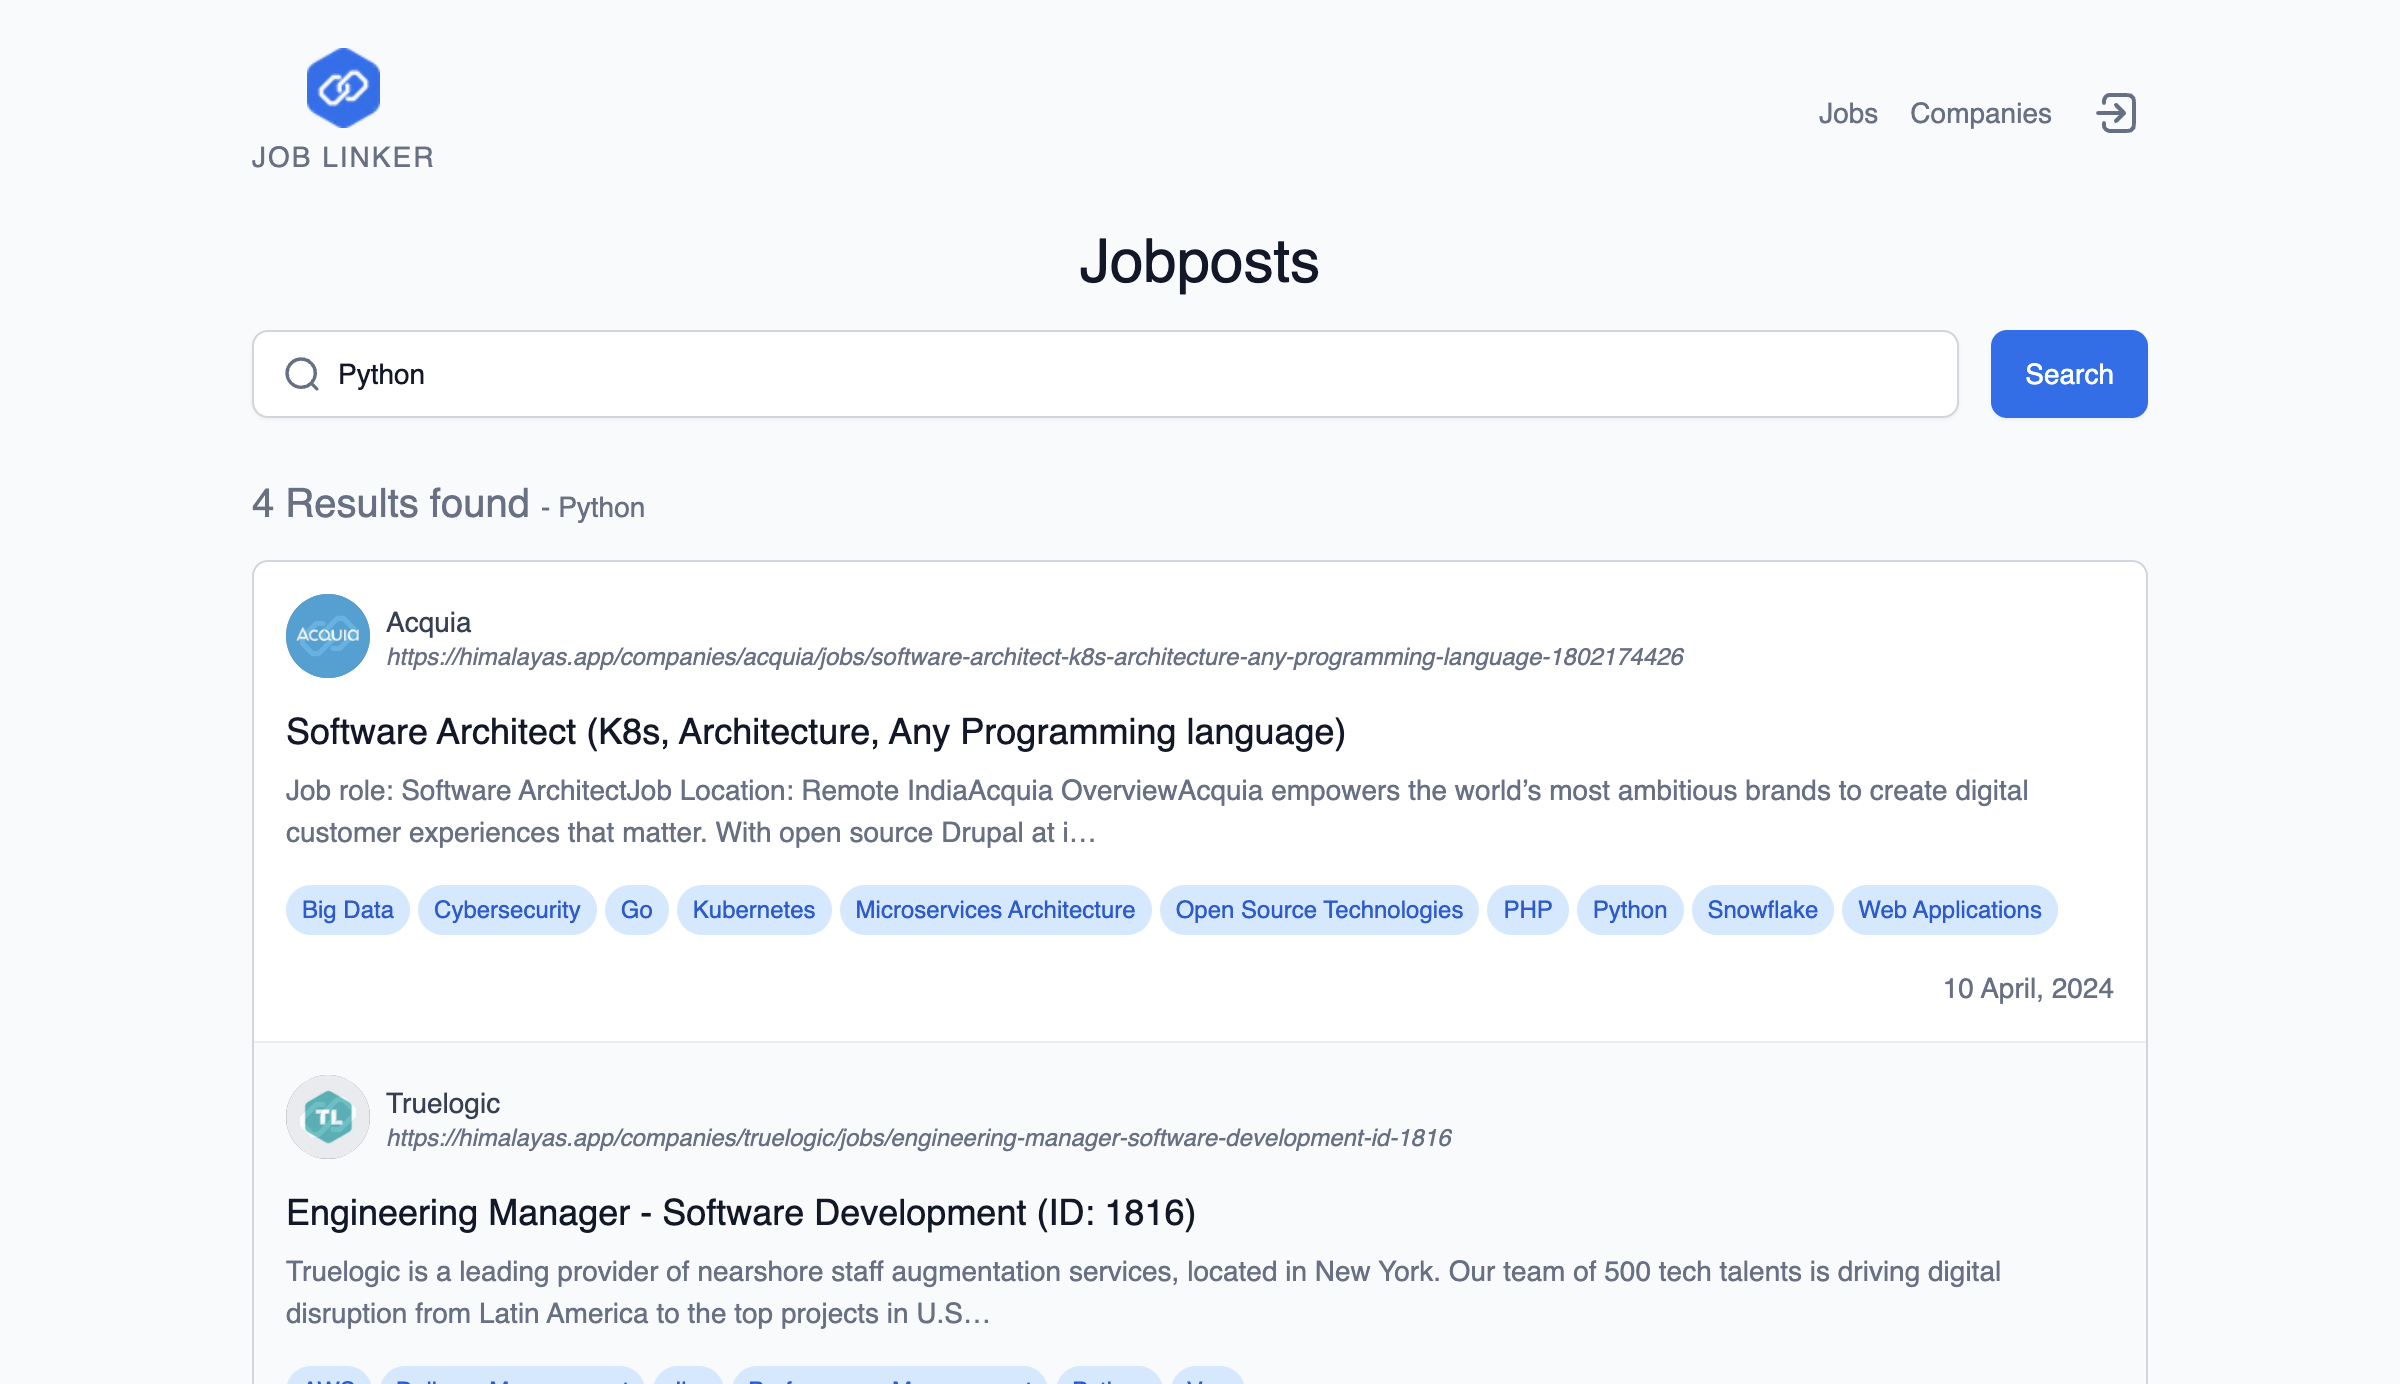 JOB LINKER
Jobs
Companies
Jobposts
Python
Search
4 Results found - Python
Acquia
Acquia
https://himalayas.app/companies/acquia/jobs/software-architect-k8s-architecture-any-programming-language-1802174426
Software Architect (K8s, Architecture, Any Programming language)
Job role: Software ArchitectJob Location: Remote IndiaAcquia OverviewAcquia empowers the world’s most ambitious brands to create digital
customer experiences that matter. With open source Drupal at i…
Big Data Cybersecurity Go Kubernetes Microservices Architecture Open Source Technologies PHP Python Snowflake Web Applications
10 April, 2024
TL
Truelogic
https://himalayas.app/companies/truelogic/jobs/engineering-manager-software-development-id-1816
Engineering Manager - Software Development (ID: 1816)
Truelogic is a leading provider of nearshore staff augmentation services, located in New York. Our team of 500 tech talents is driving digital
disruption from Latin America to the top projects in U.S…